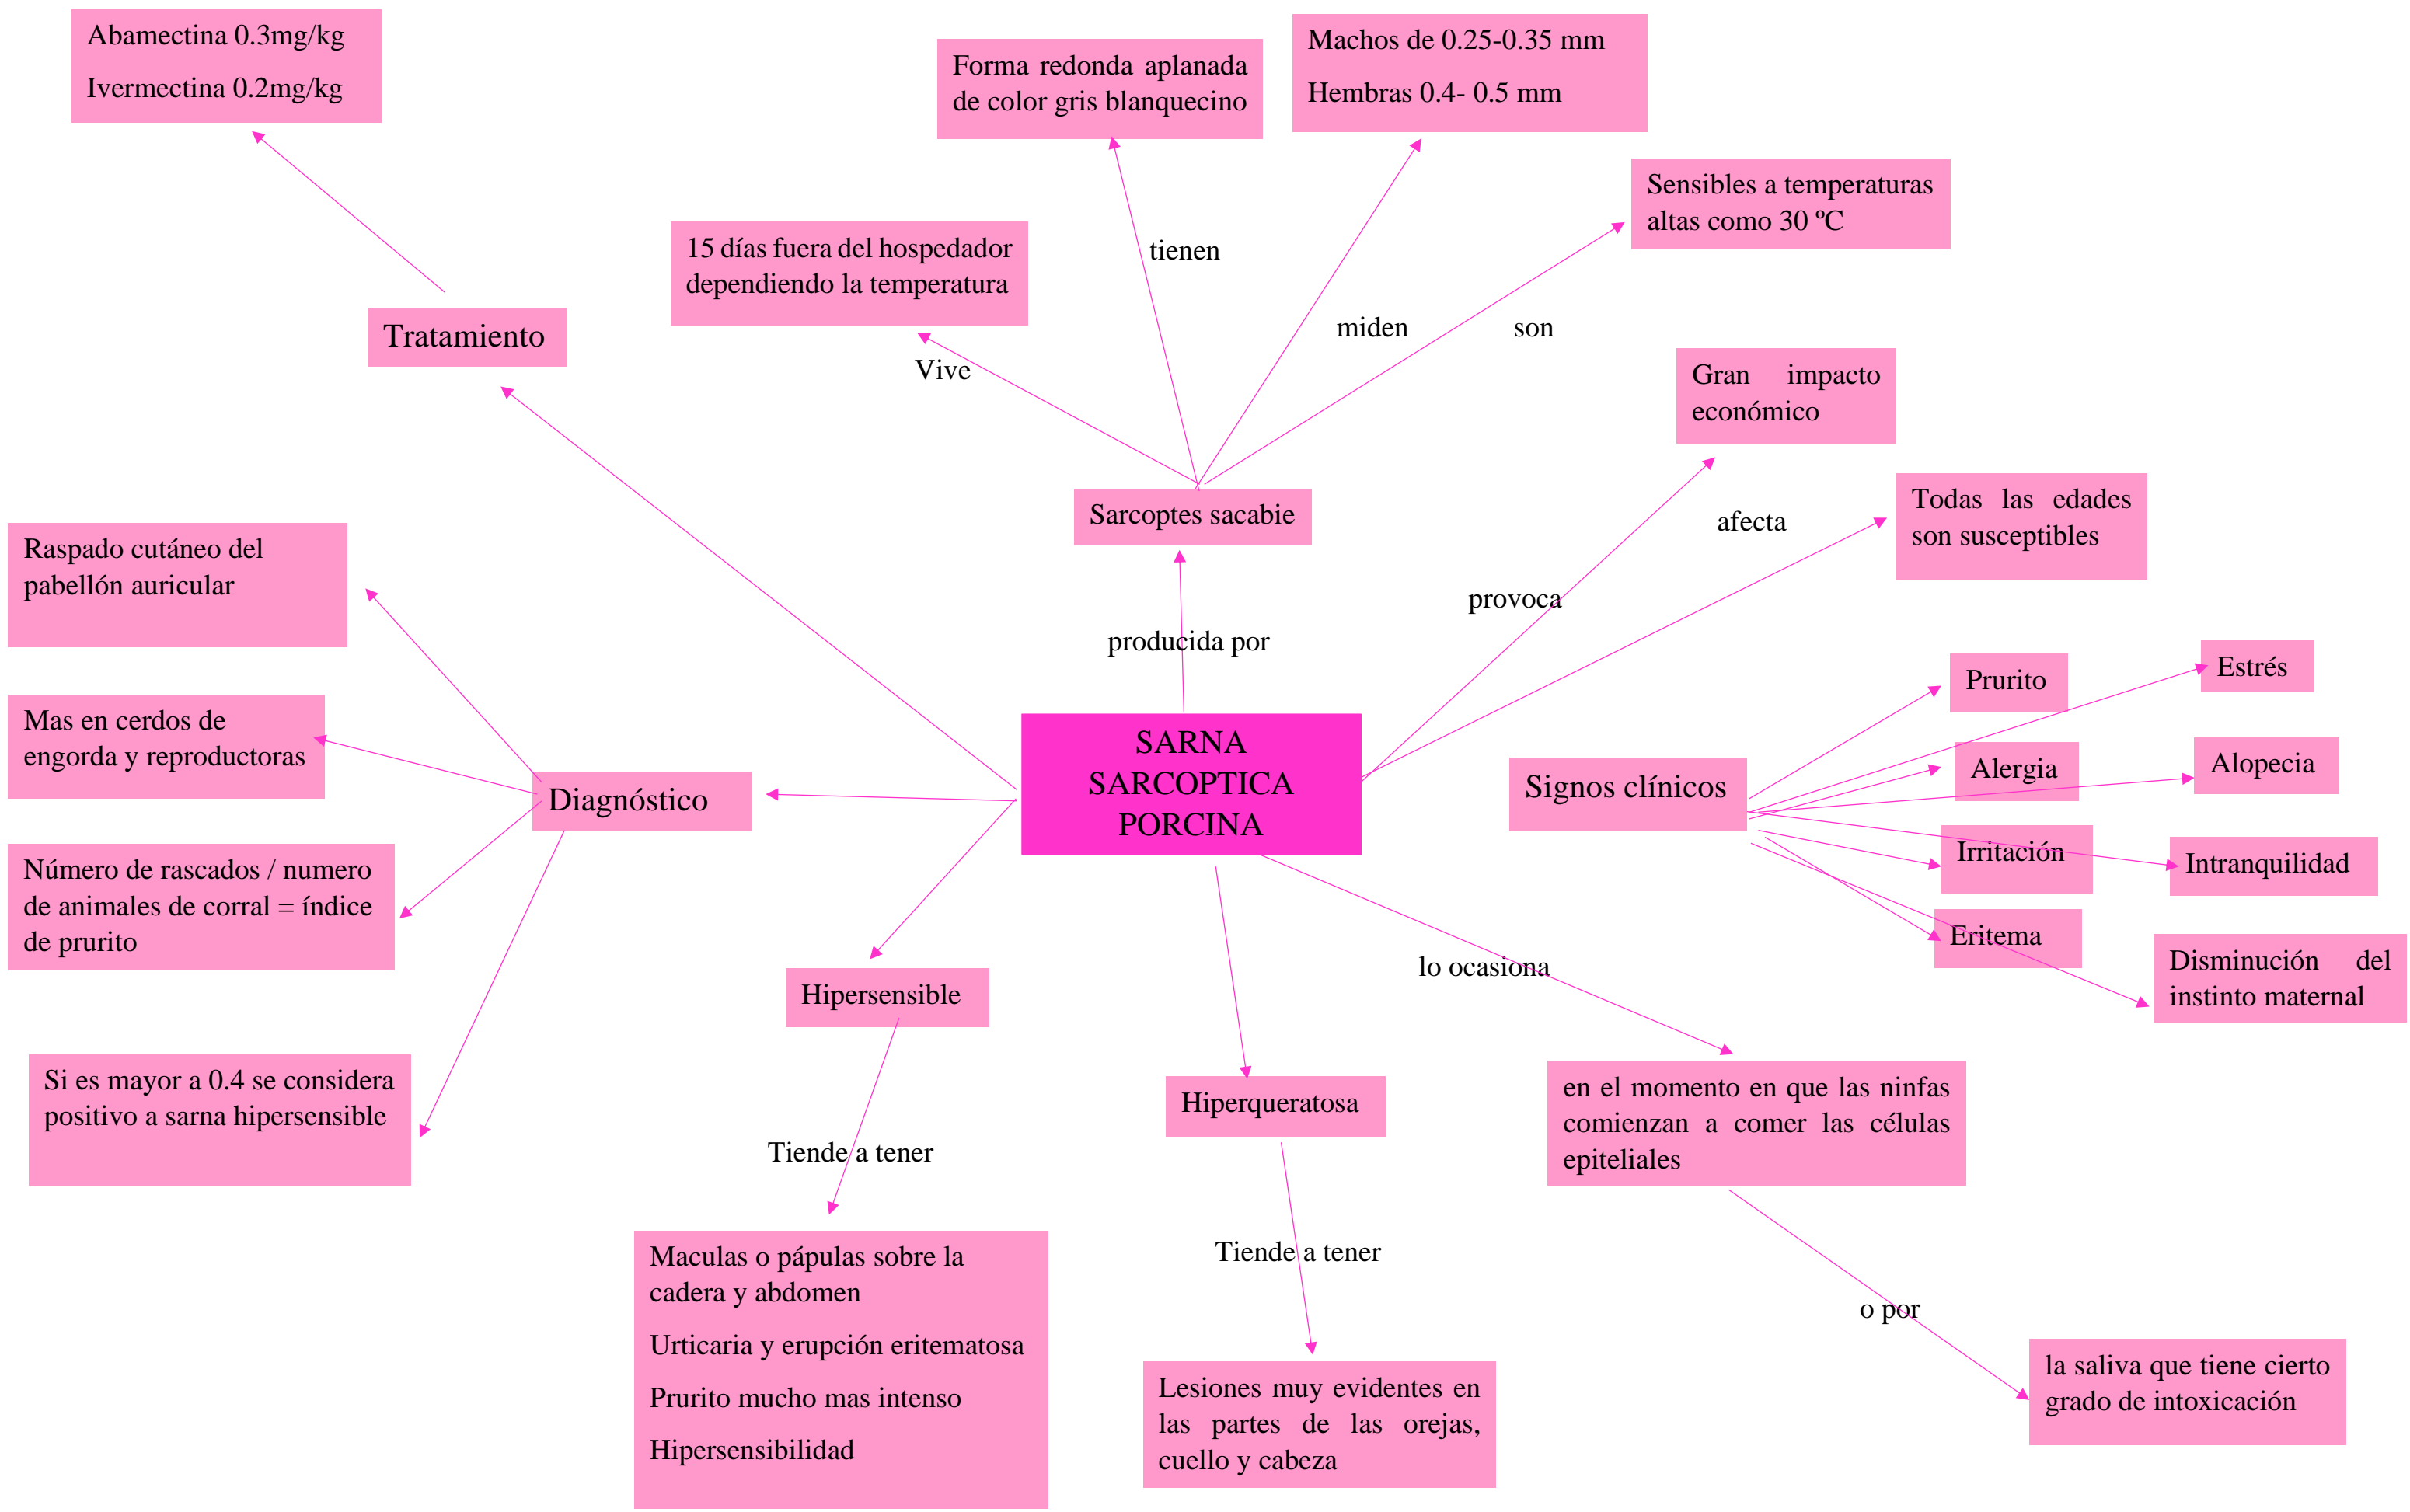 Abamectina 0.3mg/kg
Ivermectina 0.2mg/kg
Forma redonda aplanada
de color gris blanquecino
Machos de 0.25-0.35 mm
Hembras 0.4- 0.5 mm
Sensibles a temperaturas
altas como 30 ºC
15 días fuera del hospedador
dependiendo la temperatura
tienen
miden
son
Vive
Tratamiento
Gran impacto
económico
Sarcoptes sacabie
afecta
Todas las edades
son susceptibles
Raspado cutáneo del
pabellón auricular
provoca
producida por
Mas en cerdos de
engorda y reproductoras
Diagnóstico
SARNA
SARCOPTICA
PORCINA
Signos clínicos
Prurito
Estrés
Alergia
Alopecia
Irritación
Intranquilidad
Eritema
Disminución del
instinto maternal
Número de rascados / numero
de animales de corral = índice
de prurito
Si es mayor a 0.4 se considera
positivo a sarna hipersensible
Hipersensible
Tiende a tener
Maculas o pápulas sobre la
cadera y abdomen
Urticaria y erupción eritematosa
Prurito mucho mas intenso
Hipersensibilidad
Hiperqueratosa
Tiende a tener
Lesiones muy evidentes en
las partes de las orejas,
cuello y cabeza
lo ocasiona
en el momento en que las ninfas
comienzan a comer las células
epiteliales
o por
la saliva que tiene cierto
grado de intoxicación